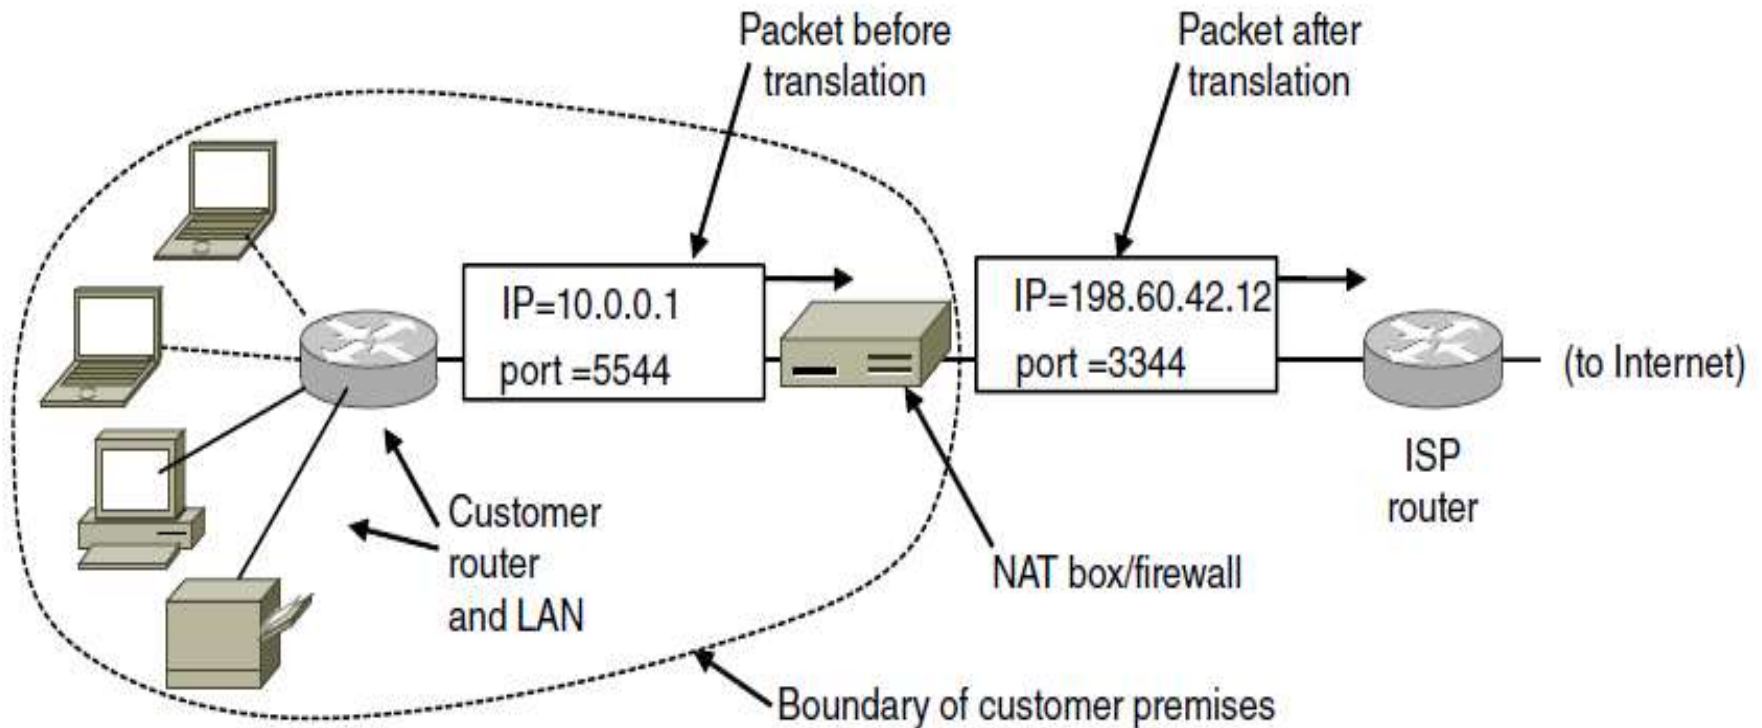 Packet before
translation
Packet after
translation
IP=10.0.0.1
port =5544
IP=198.60.42.12
port =3344
(to Internet)
ISP
router
Customer
router
and LAN
NAT box/firewall
Boundary of customer premises